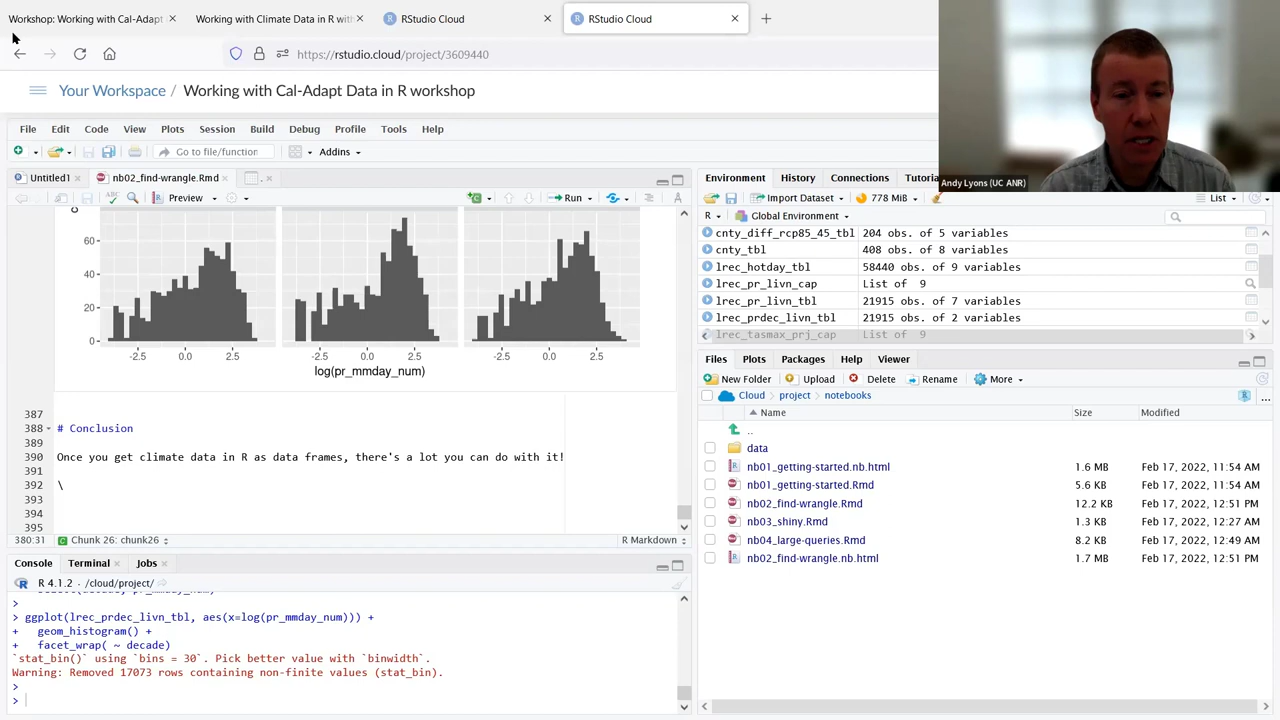 Workshop: Working with Cal-Adapt
Working with Climate Data in R with
RStudio Cloud
RStudio Cloud
https://rstudio.cloud/project/3609440
Your Workspace / Working with Cal-Adapt Data in R workshop
Andy Lyons (UC ANR)
File Edit Code View Plots Session Build Debug Profile Tools Help
Go to file/function Addins
Untitled1 nb02_find-wrangle.Rmd
Preview Run
60
40
20
0
-2.5 0.0 2.5 -2.5 0.0 2.5 -2.5 0.0 2.5
log(pr_mmday_num)
387
388 # Conclusion
389
390 Once you get climate data in R as data frames, there's a lot you can do with it!
391
392 \
393
394
395
380:31 Chunk 26: chunk26 R Markdown
Console Terminal Jobs
R 4.1.2 · /cloud/project/
>
> ggplot(lrec_prdec_livn_tbl, aes(x=log(pr_mmday_num))) +
+ geom_histogram() +
+ facet_wrap( ~ decade)
`stat_bin()` using `bins = 30`. Pick better value with `binwidth`.
Warning: Removed 17073 rows containing non-finite values (stat_bin).
>
>
Environment History Connections Tutoria
Import Dataset 778 MiB List
R Global Environment
cnty_diff_rcp85_45_tbl 204 obs. of 5 variables
cnty_tbl 408 obs. of 8 variables
lrec_hotday_tbl 58440 obs. of 9 variables
lrec_pr_livn_cap List of 9
lrec_pr_livn_tbl 21915 obs. of 7 variables
lrec_prdec_livn_tbl 21915 obs. of 2 variables
lrec_tasmax_prj_cap List of 9
Files Plots Packages Help Viewer
New Folder Upload Delete Rename More
Cloud project notebooks
Name Size Modified
..
data
nb01_getting-started.nb.html 1.6 MB Feb 17, 2022, 11:54 AM
nb01_getting-started.Rmd 5.6 KB Feb 17, 2022, 11:54 AM
nb02_find-wrangle.Rmd 12.2 KB Feb 17, 2022, 12:51 PM
nb03_shiny.Rmd 1.3 KB Feb 17, 2022, 12:27 AM
nb04_large-queries.Rmd 8.2 KB Feb 17, 2022, 12:49 AM
nb02_find-wrangle.nb.html 1.7 MB Feb 17, 2022, 12:51 PM